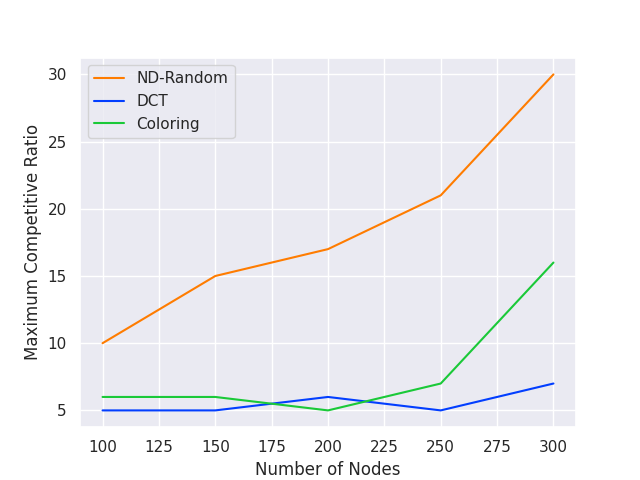 ND-Random
DCT
Coloring
Maximum Competitive Ratio
30
25
20
15
10
5
100 125 150 175 200 225 250 275 300
Number of Nodes